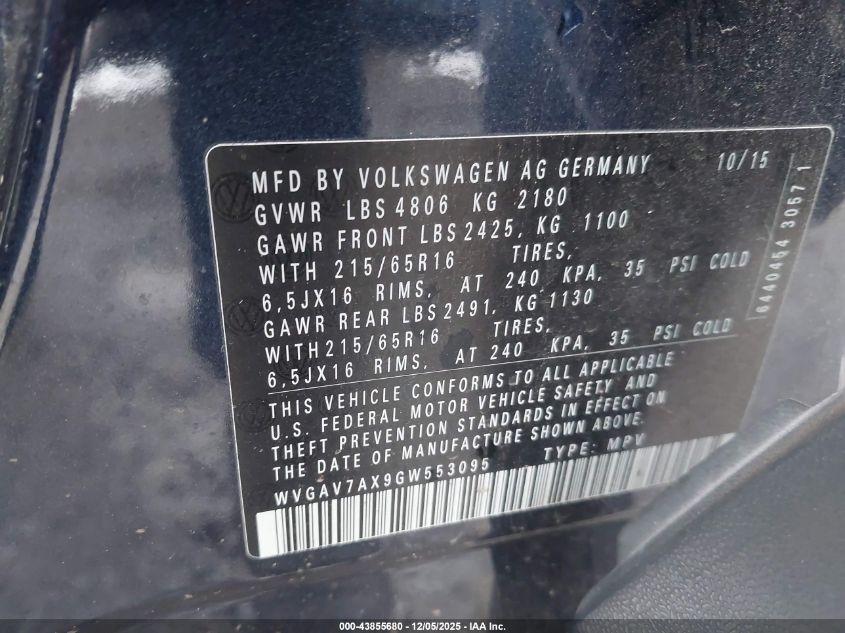 MFD BY VOLKSWAGEN AG GERMANY 10/15
GVWR LBS 4806 KG 2180
GAWR FRONT LBS 2425, KG 1100
WITH 215/65R16 TIRES,
6,5JX16 RIMS, AT 240 KPA, 35 PSI COLD
GAWR REAR LBS 2491, KG 1130
WITH 215/65R16 TIRES,
6,5JX16 RIMS, AT 240 KPA, 35 PSI COLD
THIS VEHICLE CONFORMS TO ALL APPLICABLE
U.S. FEDERAL MOTOR VEHICLE SAFETY AND
THEFT PREVENTION STANDARDS IN EFFECT ON
THE DATE OF MANUFACTURE SHOWN ABOVE.
WVGAV7AX9GW553095 TYPE: MPV
6440454 3057 1
000-43855680 - 12/05/2025 - IAA, Inc.